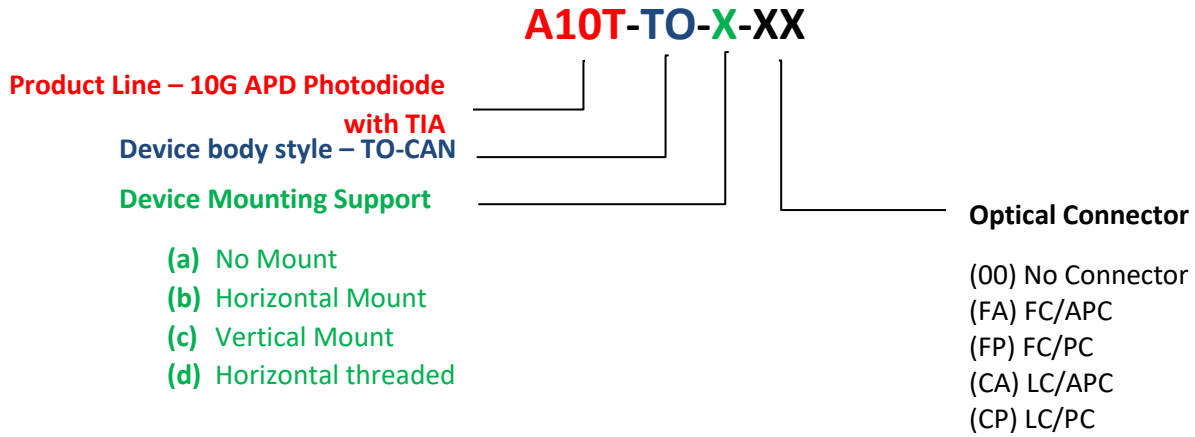 A10T-TO-X-XX
Product Line – 10G APD Photodiode
with TIA
Device body style – TO-CAN
Device Mounting Support
(a) No Mount
(b) Horizontal Mount
(c) Vertical Mount
(d) Horizontal threaded
Optical Connector
(00) No Connector
(FA) FC/APC
(FP) FC/PC
(CA) LC/APC
(CP) LC/PC